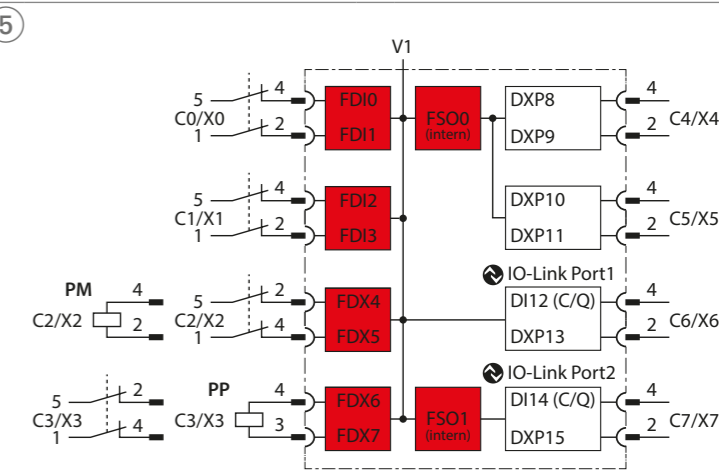 5
V1
4
5
C0/X0
1
2
FDI0
FDI1
FSO0
(intern)
DXP8
DXP9
4
2
C4/X4
4
5
C1/X1
1
2
FDI2
FDI3
DXP10
DXP11
4
2
C5/X5
IO-Link Port1
PM
4
C2/X2
2
5
2
C2/X2
1
4
FDX4
FDX5
DI12 (C/Q)
DXP13
4
2
C6/X6
IO-Link Port2
5
2
C3/X3
1
4
PP
4
C3/X3
3
FDX6
FDX7
FSO1
(intern)
DI14 (C/Q)
DXP15
4
2
C7/X7